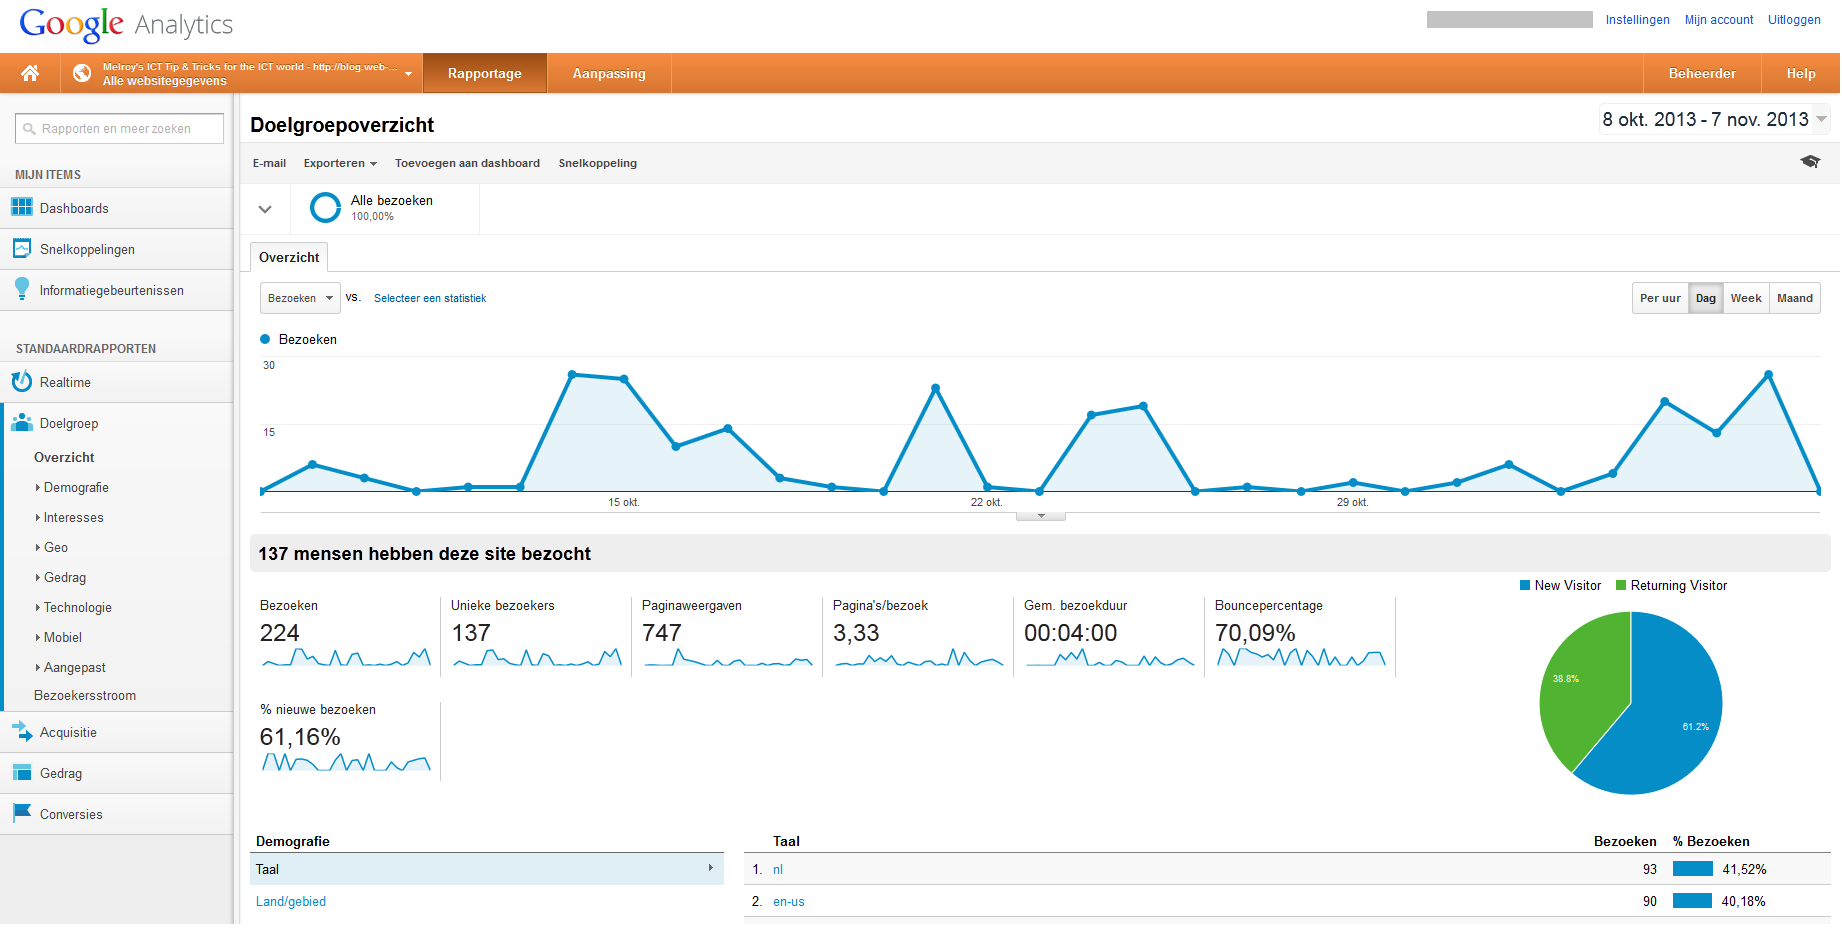 Google Analytics
Instellingen Mijn account Uitloggen
Melroy's ICT Tip & Tricks for the ICT world - http://blog.web-...
Alle websitegegevens
Rapportage Aanpassing Beheerder Help
Rapporten en meer zoeken
MIJN ITEMS
Dashboards
Snelkoppelingen
Informatiegebeurtenissen
STANDAARDRAPPORTEN
Realtime
Doelgroep
Overzicht
Demografie
Interesses
Geo
Gedrag
Technologie
Mobiel
Aangepast
Bezoekersstroom
Acquisitie
Gedrag
Conversies
Doelgroepoverzicht
8 okt. 2013 - 7 nov. 2013
E-mail Exporteren Toevoegen aan dashboard Snelkoppeling
Alle bezoeken
100,00%
Overzicht
Bezoeken vs. Selecteer een statistiek
Per uur Dag Week Maand
Bezoeken
30
15
15 okt. 22 okt. 29 okt.
137 mensen hebben deze site bezocht
New Visitor Returning Visitor
Bezoeken
224
Unieke bezoekers
137
Paginaweergaven
747
Pagina's/bezoek
3,33
Gem. bezoekduur
00:04:00
Bouncepercentage
70,09%
% nieuwe bezoeken
61,16%
38.8%
61.2%
Demografie
Taal
Land/gebied
Taal Bezoeken % Bezoeken
1. nl 93 41,52%
2. en-us 90 40,18%